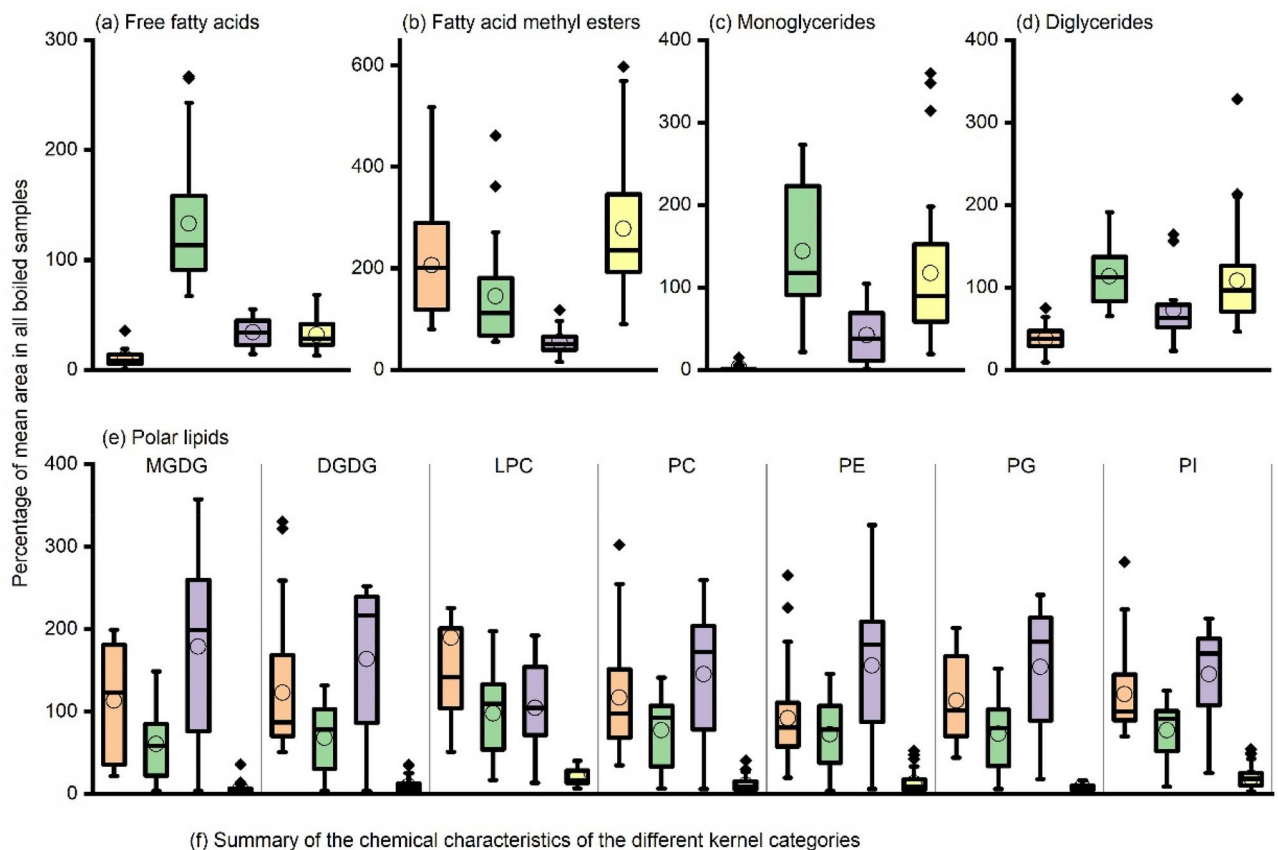 (a) Free fatty acids
(b) Fatty acid methyl esters
(c) Monoglycerides
(d) Diglycerides
300
200
100
0
600
400
200
0
400
300
200
100
0
400
300
200
100
0
Percentage of mean area in all boiled samples
(e) Polar lipids
MGDG DGDG LPC PC PE PG PI
400
300
200
100
0
(f) Summary of the chemical characteristics of the different kernel categories